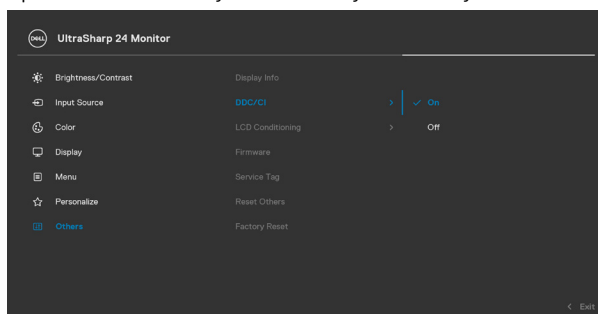 DELL
UltraSharp 24 Monitor
Brightness/Contrast
Display Info
Input Source
DDC/CI
On
Color
LCD Conditioning
Off
Display
Firmware
Menu
Service Tag
Personalize
Reset Others
Others
Factory Reset
Exit